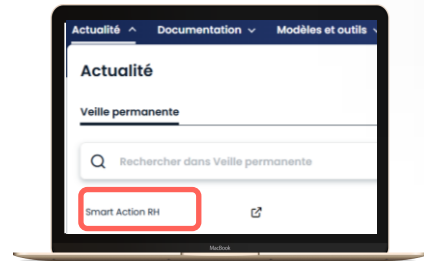 Actualité Documentation Modèles et outils
Actualité
Veille permanente
Rechercher dans Veille permanente
Smart Action RH
MacBook